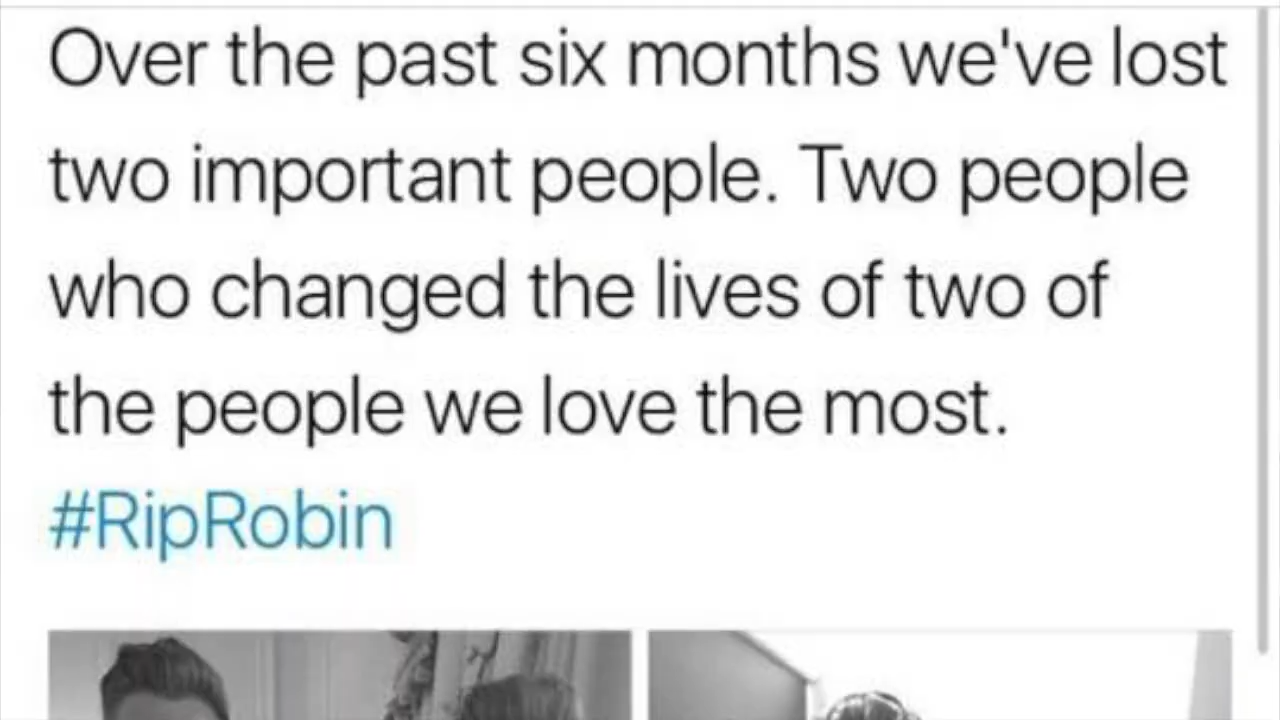 Over the past six months we've lost
two important people. Two people
who changed the lives of two of
the people we love the most.
#RipRobin